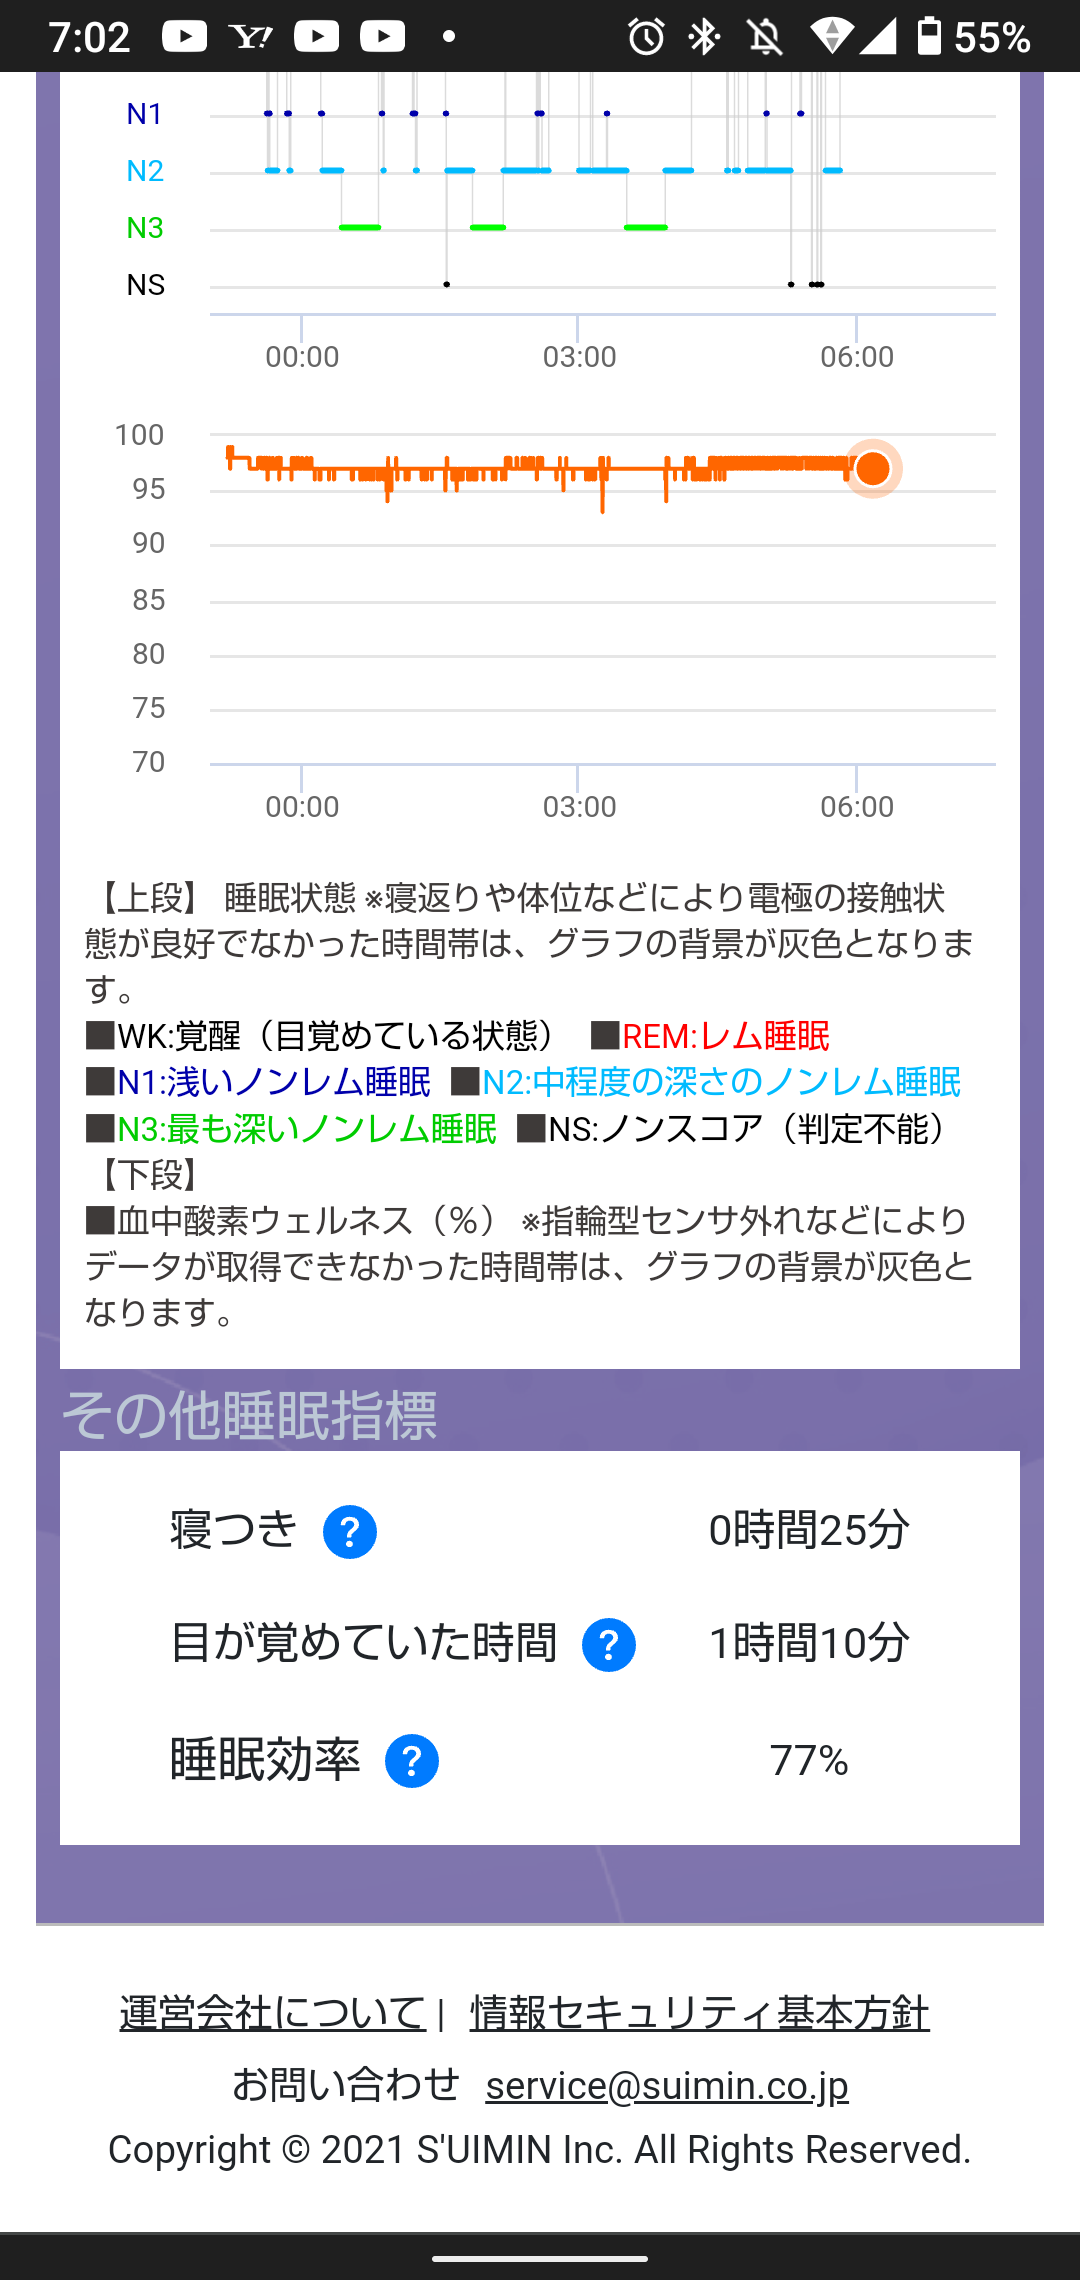 7:02
55%
N1
N2
N3
NS
00:00 03:00 06:00
100
95
90
85
80
75
70
00:00 03:00 06:00
【上段】 睡眠状態 ※寝返りや体位などにより電極の接触状
態が良好でなかった時間帯は、グラフの背景が灰色となりま
す。
■WK:覚醒（目覚めている状態） ■REM:レム睡眠
■N1:浅いノンレム睡眠 ■N2:中程度の深さのノンレム睡眠
■N3:最も深いノンレム睡眠 ■NS:ノンスコア（判定不能）
【下段】
■血中酸素ウェルネス（%） ※指輪型センサ外れなどにより
データが取得できなかった時間帯は、グラフの背景が灰色と
なります。
その他睡眠指標
寝つき ? 0時間25分
目が覚めていた時間 ? 1時間10分
睡眠効率 ? 77%
運営会社について | 情報セキュリティ基本方針
お問い合わせ service@suimin.co.jp
Copyright © 2021 S'UIMIN Inc. All Rights Reserved.